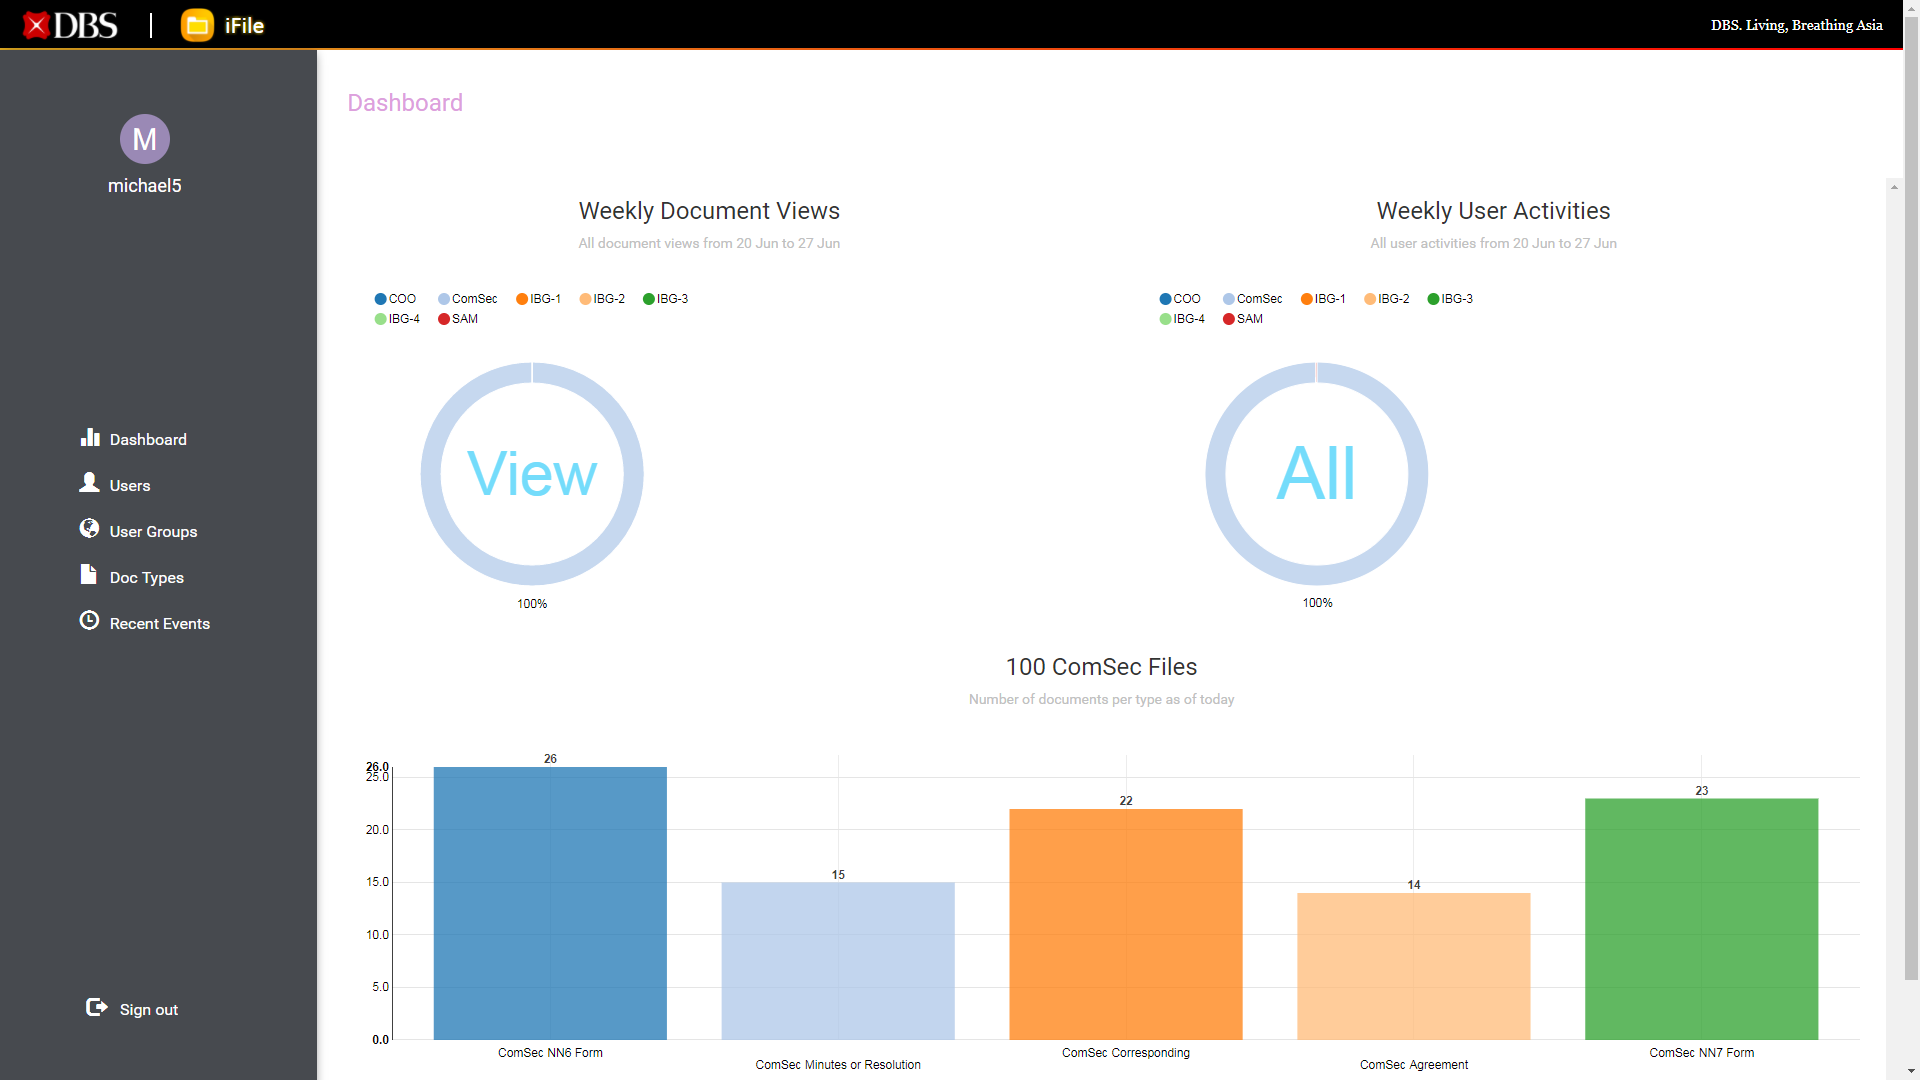 DBS
iFile
DBS. Living, Breathing Asia
M
michael5
Dashboard
Users
User Groups
Doc Types
Recent Events
Sign out
Dashboard
Weekly Document Views
All document views from 20 Jun to 27 Jun
COO ComSec IBG-1 IBG-2 IBG-3
IBG-4 SAM
View
100%
Weekly User Activities
All user activities from 20 Jun to 27 Jun
COO ComSec IBG-1 IBG-2 IBG-3
IBG-4 SAM
All
100%
100 ComSec Files
Number of documents per type as of today
26.0
25.0
20.0
15.0
10.0
5.0
0.0
26
15
22
14
23
ComSec NN6 Form
ComSec Minutes or Resolution
ComSec Corresponding
ComSec Agreement
ComSec NN7 Form